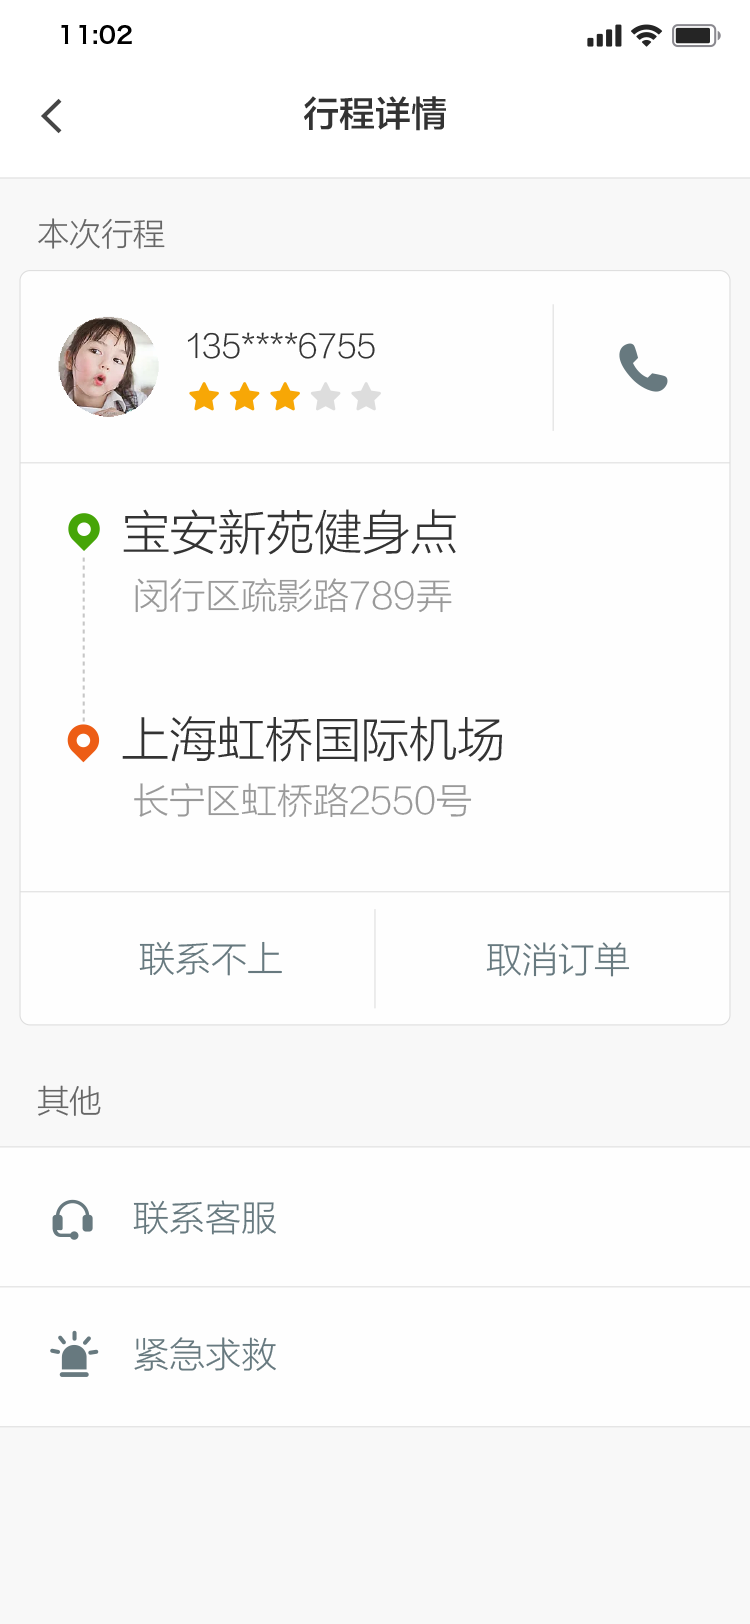 11:02
行程详情
本次行程
135****6755
宝安新苑健身点
闵行区疏影路789弄
上海虹桥国际机场
长宁区虹桥路2550号
联系不上
取消订单
其他
联系客服
紧急求救